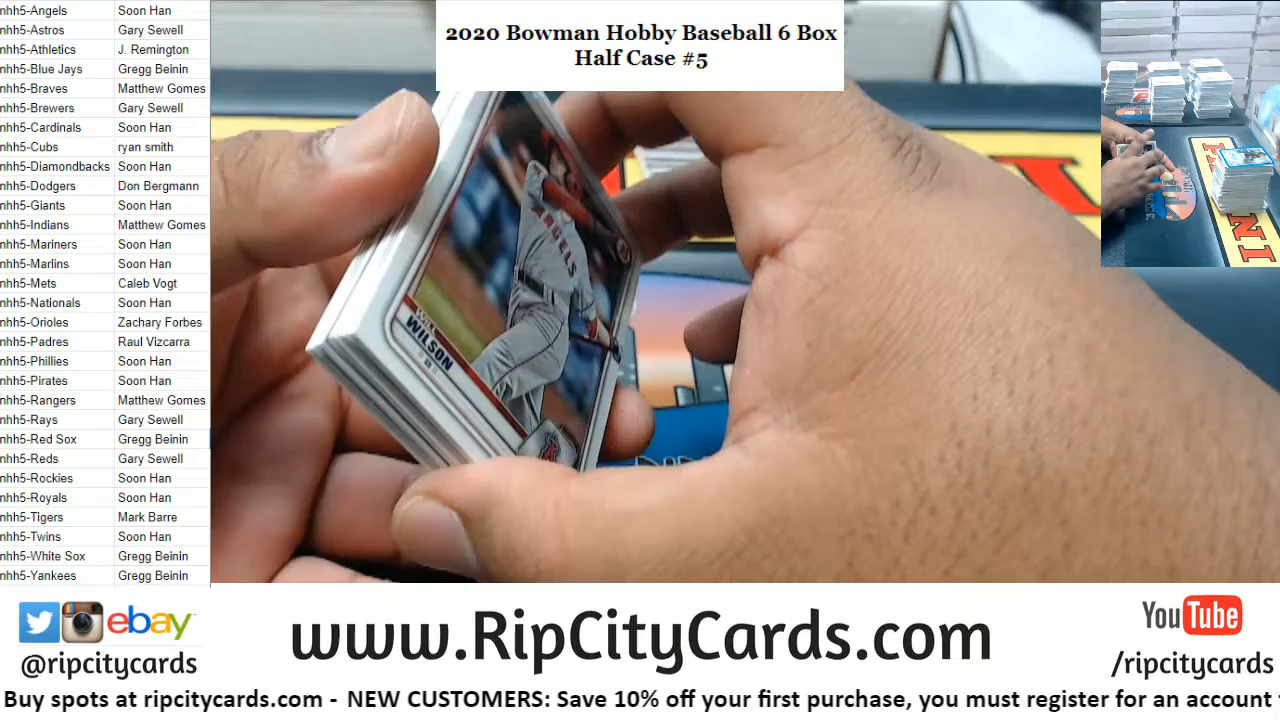 2020 Bowman Hobby Baseball 6 Box
Half Case #5
nhh5-Angels Soon Han
nhh5-Astros Gary Sewell
nhh5-Athletics J. Remington
nhh5-Blue Jays Gregg Beinin
nhh5-Braves Matthew Gomes
nhh5-Brewers Gary Sewell
nhh5-Cardinals Soon Han
nhh5-Cubs ryan smith
nhh5-Diamondbacks Soon Han
nhh5-Dodgers Don Bergmann
nhh5-Giants Soon Han
nhh5-Indians Matthew Gomes
nhh5-Mariners Soon Han
nhh5-Marlins Soon Han
nhh5-Mets Caleb Vogt
nhh5-Nationals Soon Han
nhh5-Orioles Zachary Forbes
nhh5-Padres Raul Vizcarra
nhh5-Phillies Soon Han
nhh5-Pirates Soon Han
nhh5-Rangers Matthew Gomes
nhh5-Rays Gary Sewell
nhh5-Red Sox Gregg Beinin
nhh5-Reds Gary Sewell
nhh5-Rockies Soon Han
nhh5-Royals Soon Han
nhh5-Tigers Mark Barre
nhh5-Twins Soon Han
nhh5-White Sox Gregg Beinin
nhh5-Yankees Gregg Beinin
ANGELS
WILL
WILSON
ebay
@ripcitycards
www.RipCityCards.com
YouTube
/ripcitycards
Buy spots at ripcitycards.com - NEW CUSTOMERS: Save 10% off your first purchase, you must register for an account